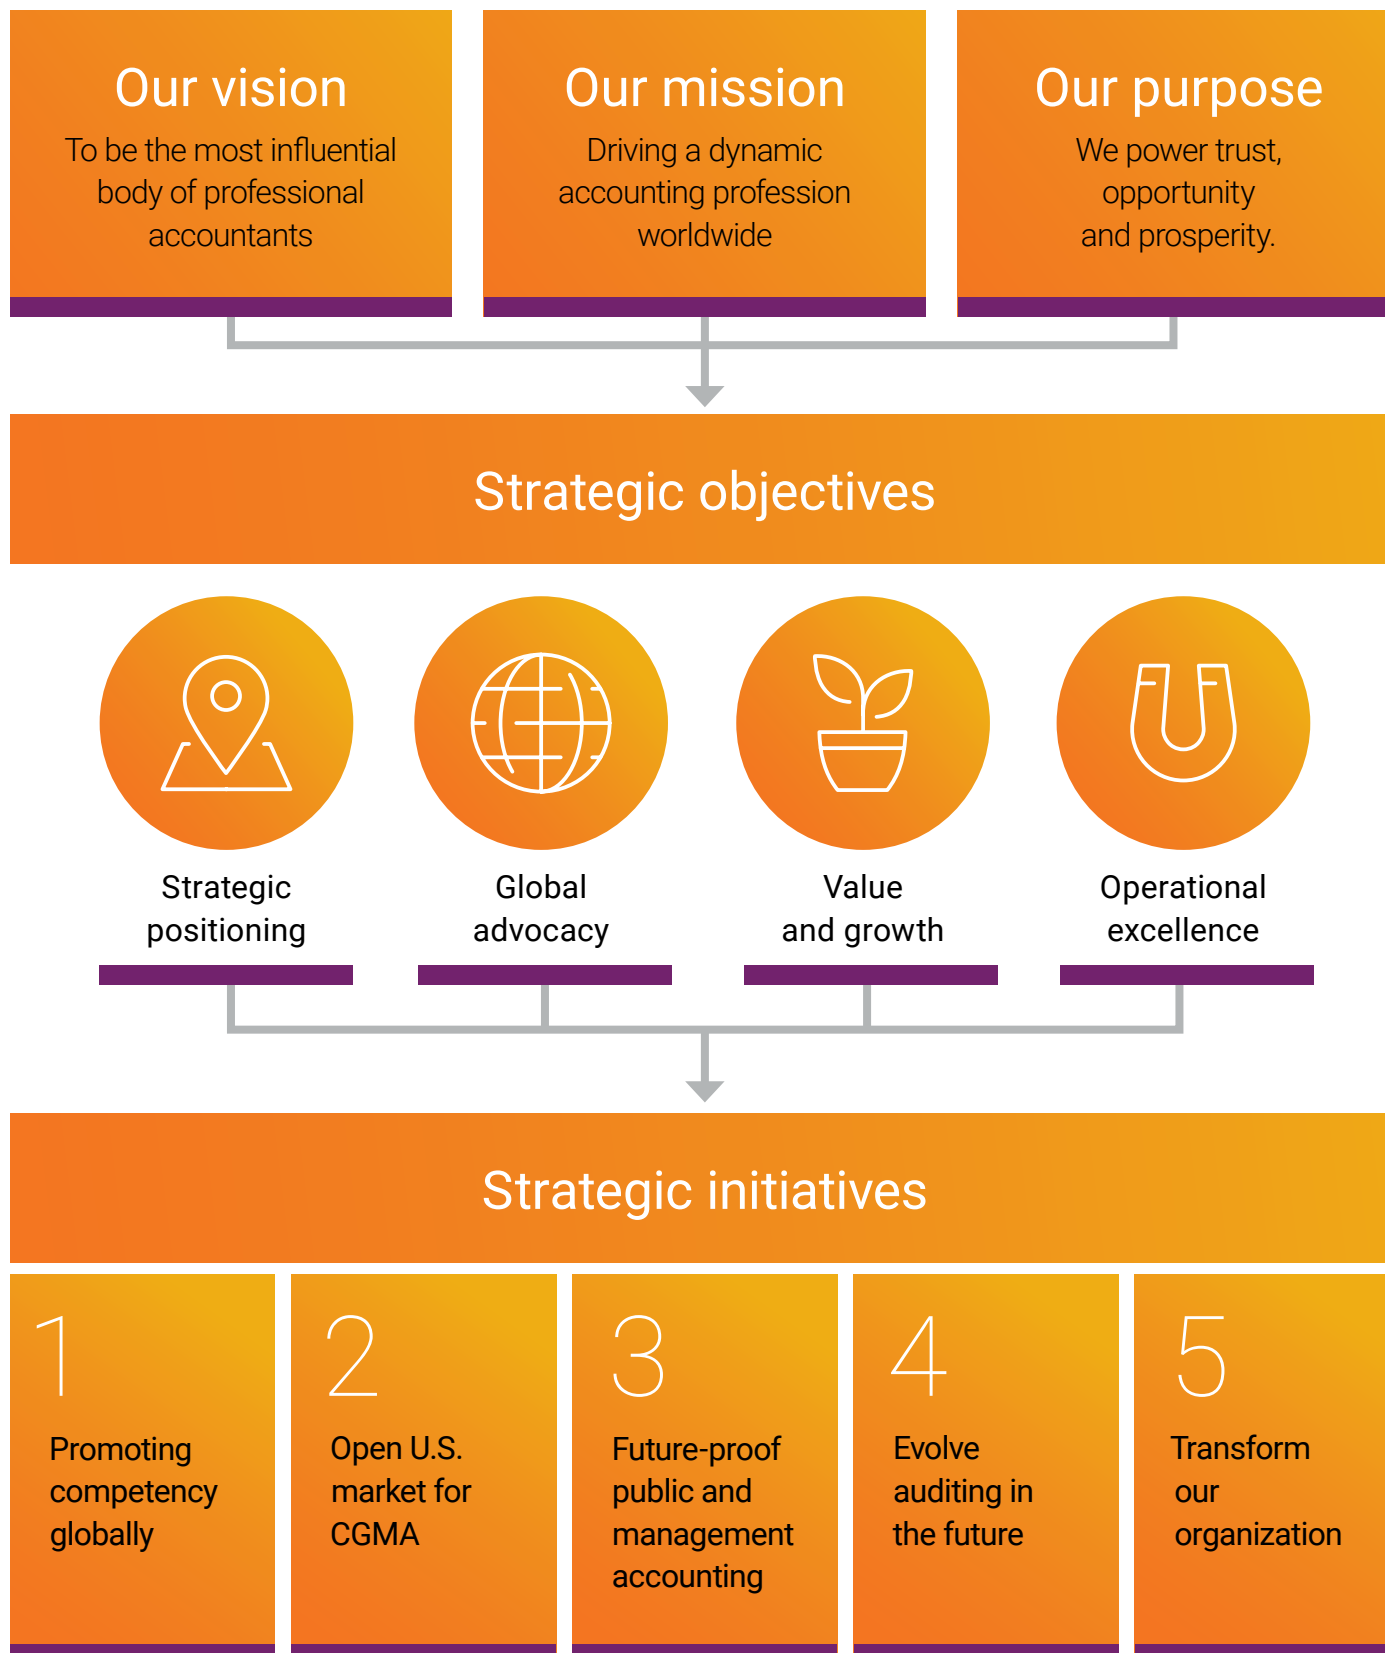 Our vision
To be the most influential
body of professional
accountants
Our mission
Driving a dynamic
accounting profession
worldwide
Our purpose
We power trust,
opportunity
and prosperity.
Strategic objectives
Strategic
positioning
Global
advocacy
Value
and growth
Operational
excellence
Strategic initiatives
1
Promoting
competency
globally
2
Open U.S.
market for
CGMA
3
Future-proof
public and
management
accounting
4
Evolve
auditing in
the future
5
Transform
our
organization